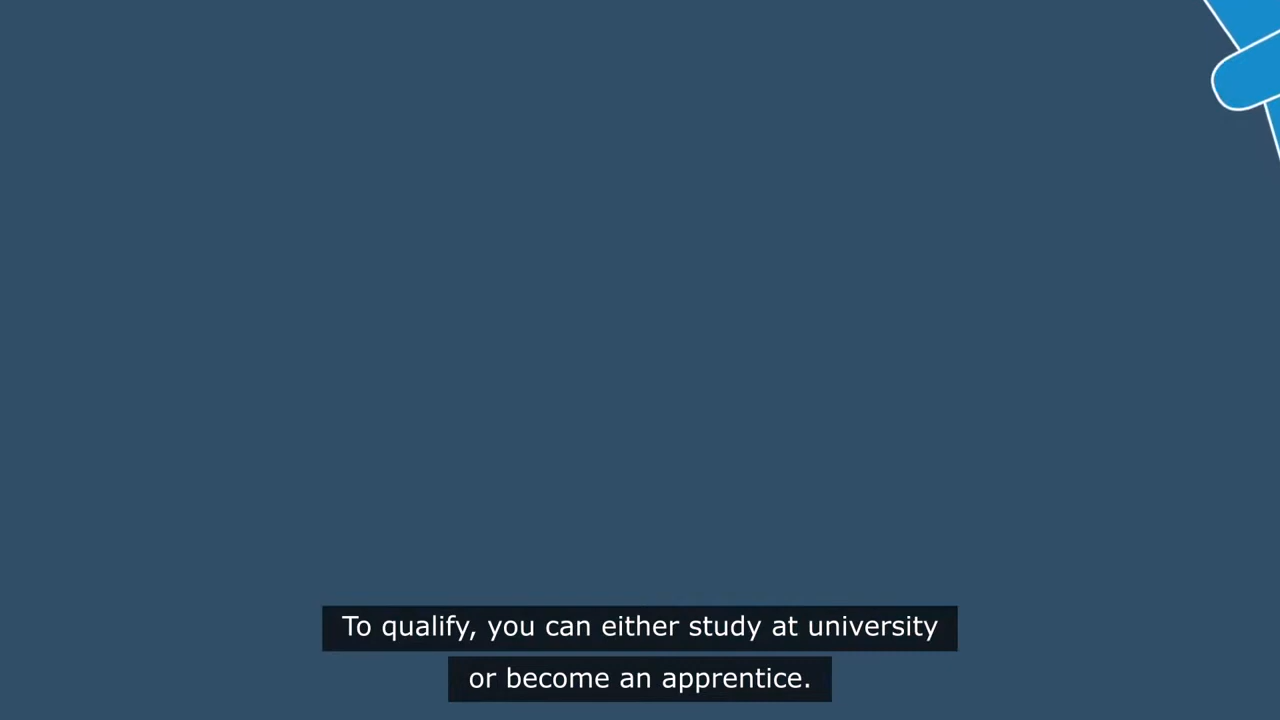 To qualify, you can either study at university
or become an apprentice.